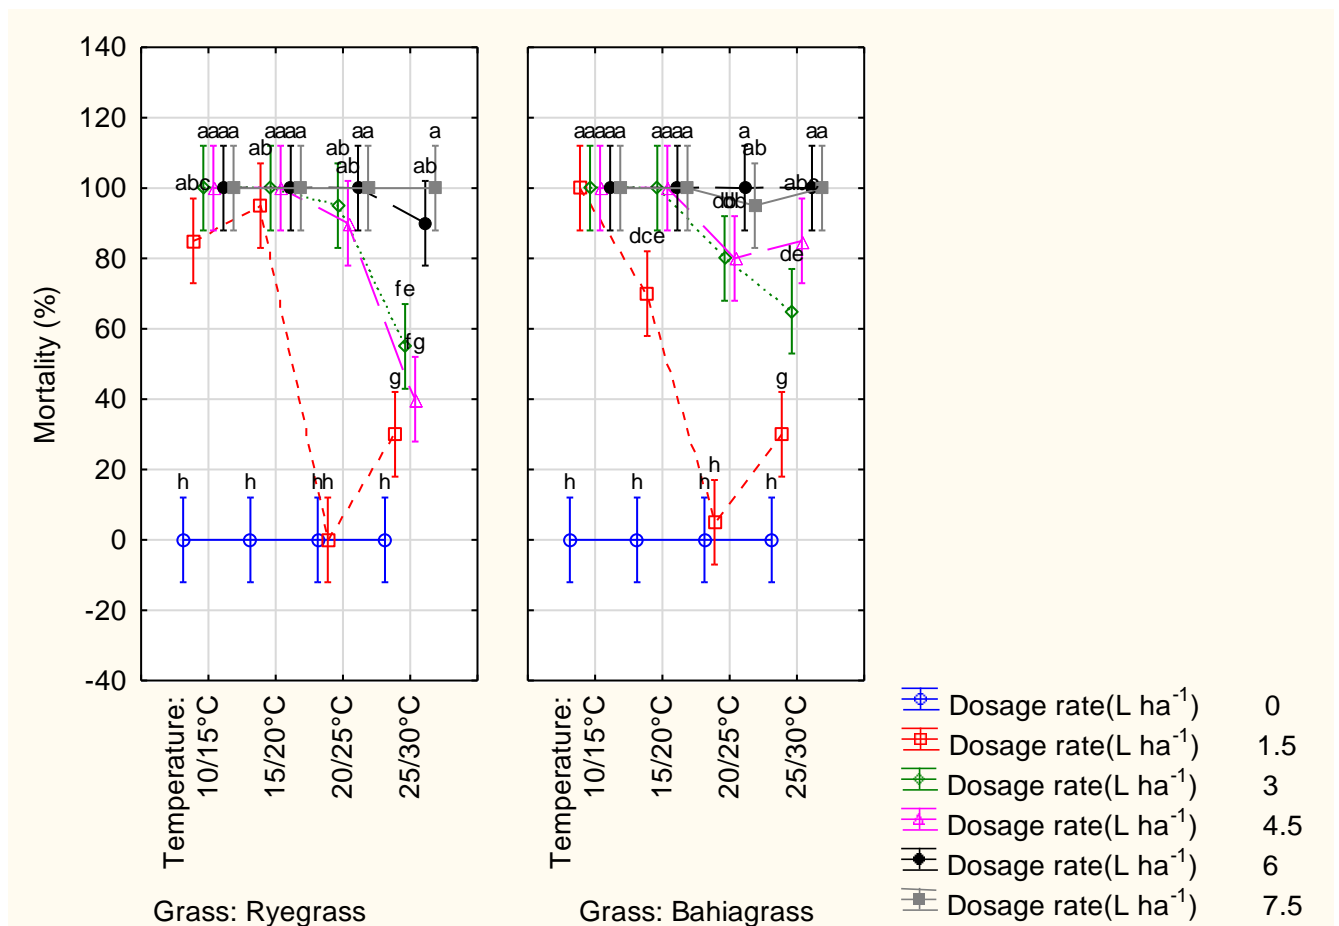 140
120
100
80
60
40
20
0
-20
-40
Mortality (%)
aaaa aaaa ab aa a
abc ab ab ab
fe
fg
g
h h hh h
aaaaa aaaa a aa
ab
abc
dce
de
g
h
h h h h
Temperature:
10/15°C
15/20°C
20/25°C
25/30°C
Temperature:
10/15°C
15/20°C
20/25°C
25/30°C
Grass: Ryegrass
Grass: Bahiagrass
Dosage rate(L ha⁻¹) 0
Dosage rate(L ha⁻¹) 1.5
Dosage rate(L ha⁻¹) 3
Dosage rate(L ha⁻¹) 4.5
Dosage rate(L ha⁻¹) 6
Dosage rate(L ha⁻¹) 7.5